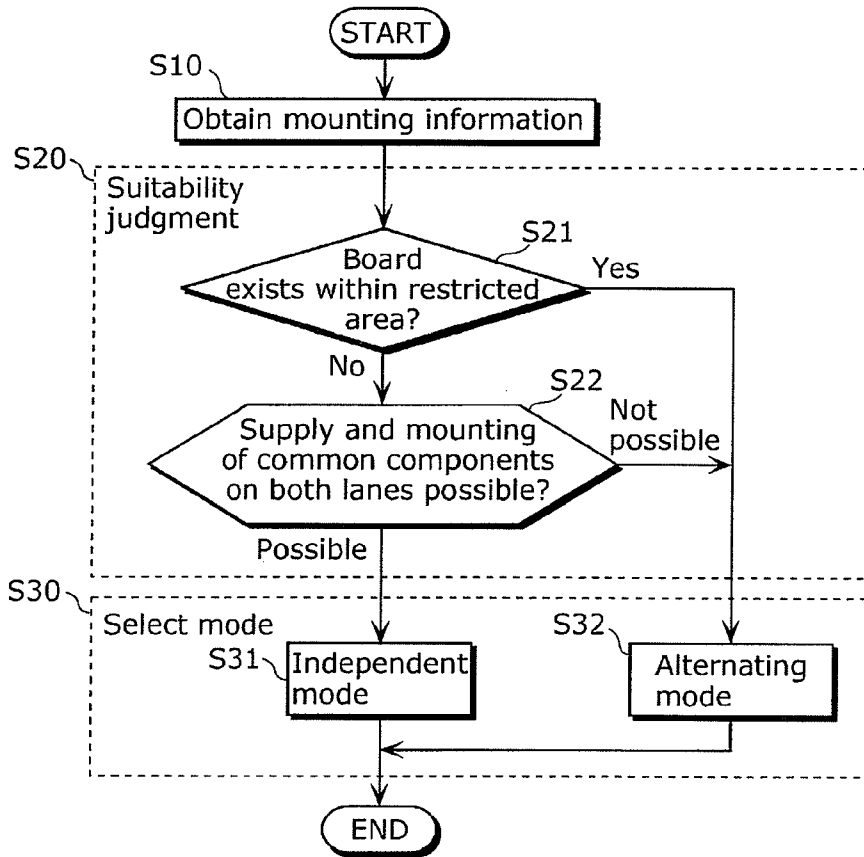 START
S10
Obtain mounting information
S20
Suitability
judgment
S21
Board
exists within restricted
area?
Yes
No
S22
Supply and mounting
of common components
on both lanes possible?
Not
possible
Possible
S30
Select mode
S31
Independent
mode
S32
Alternating
mode
END